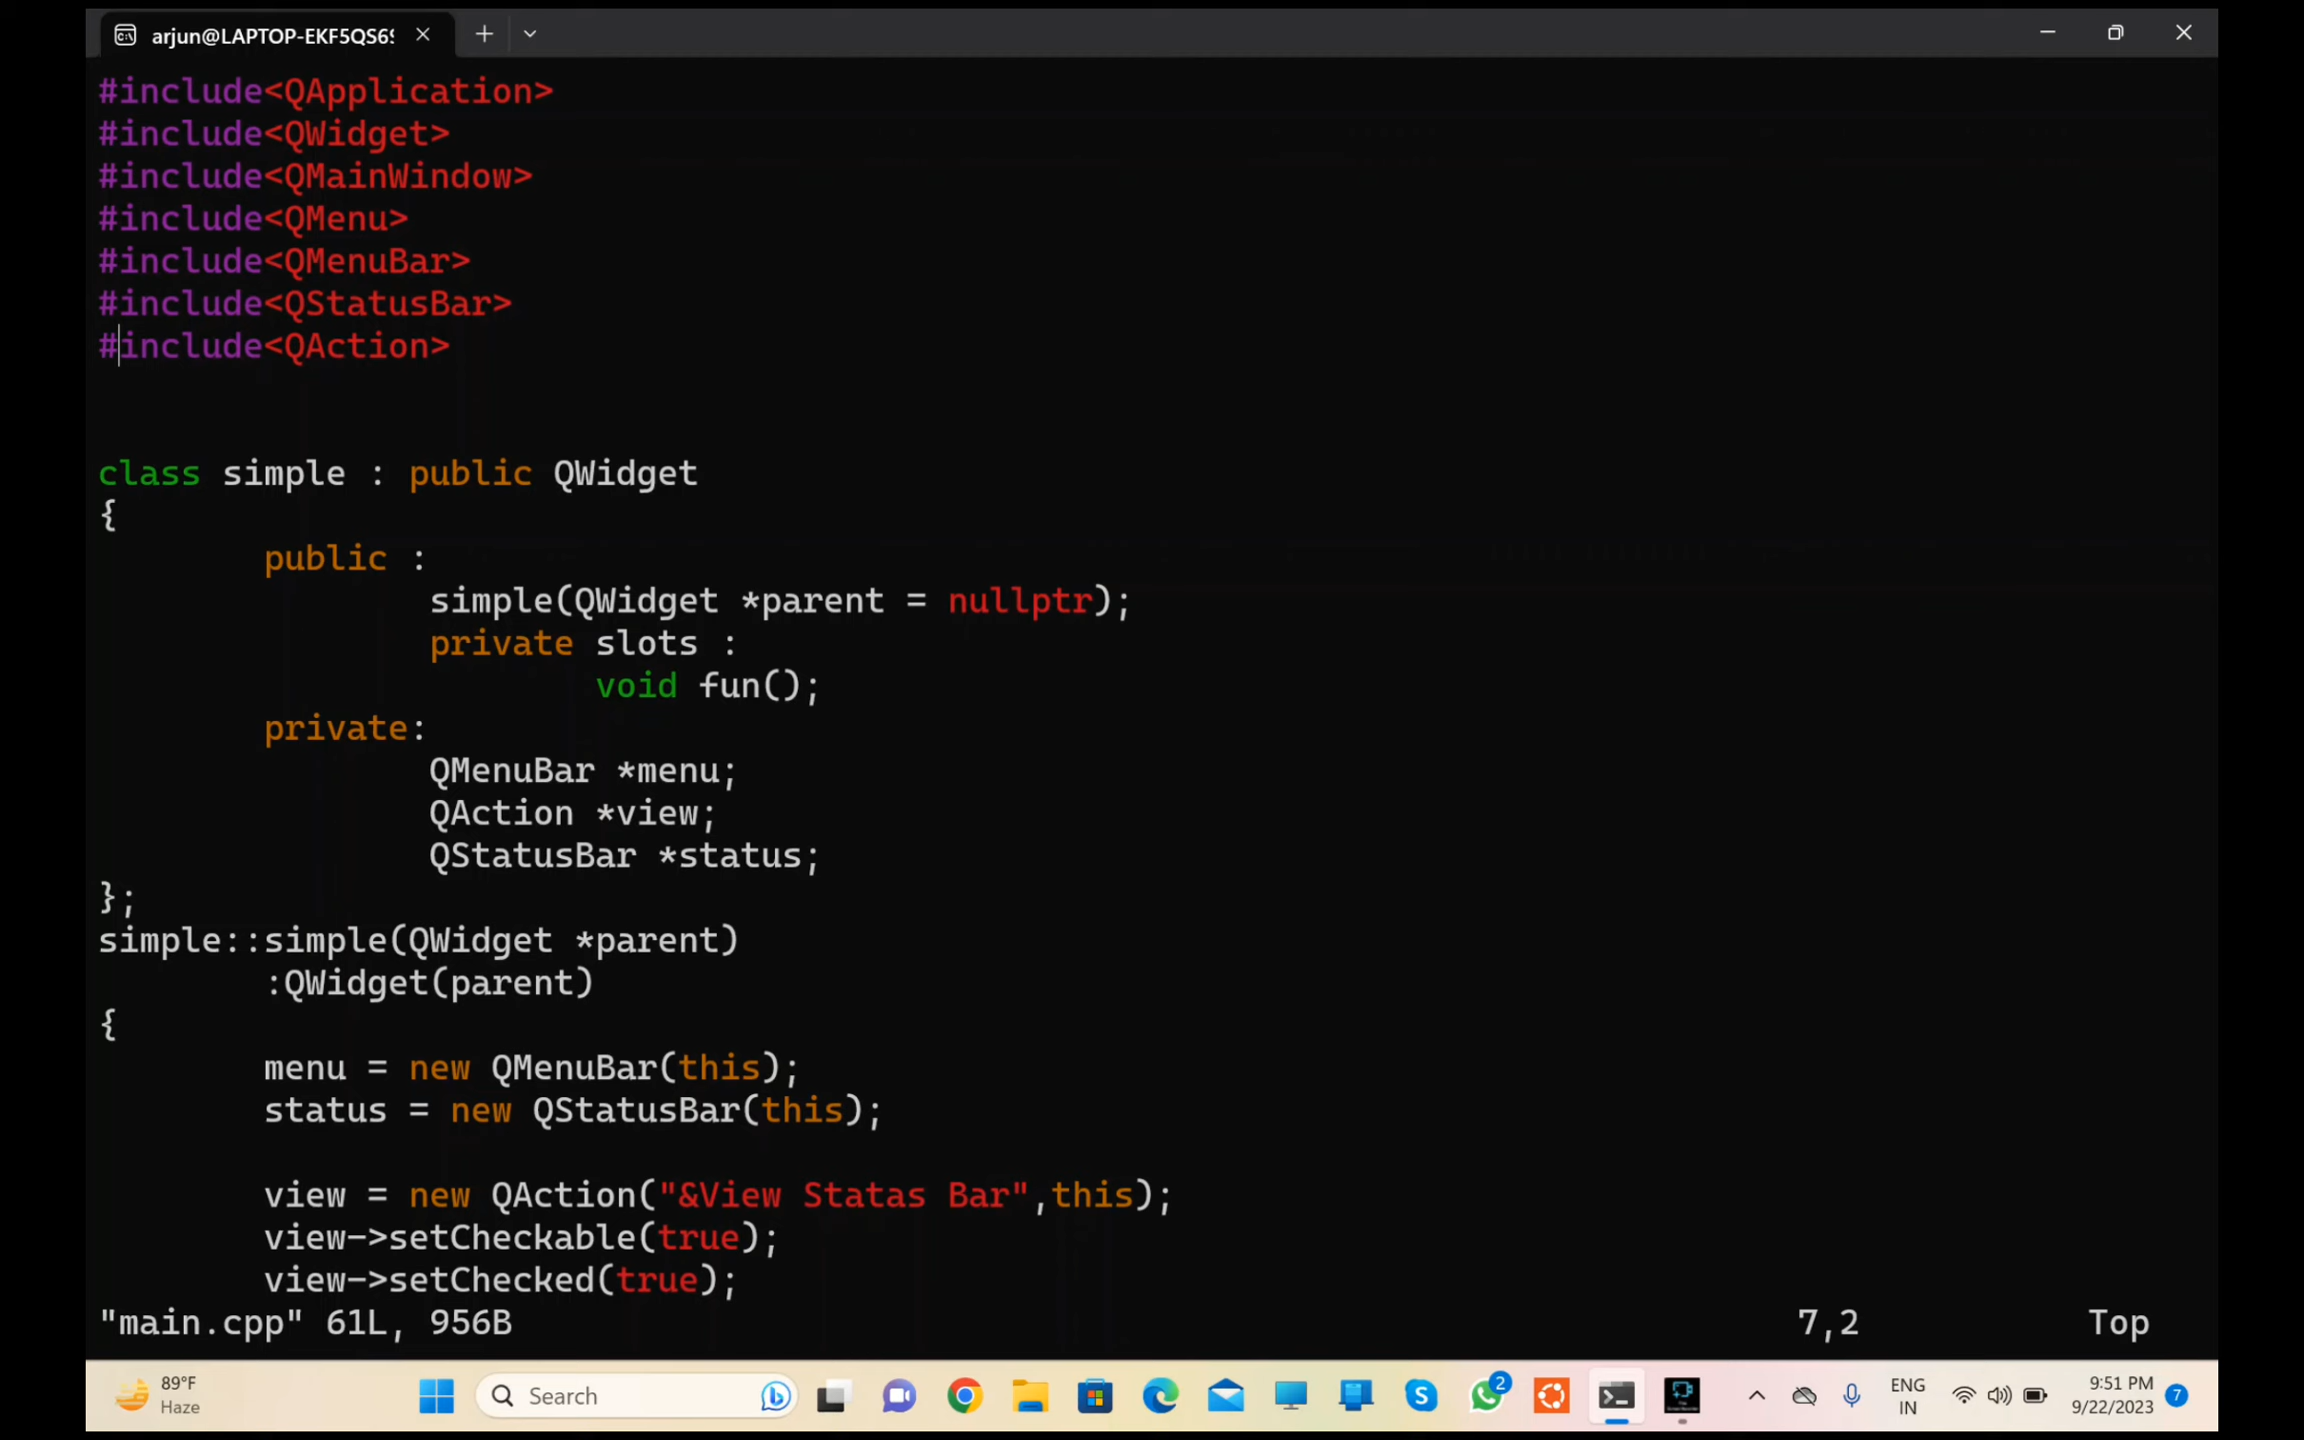 arjun@LAPTOP-EKF5QS6
#include<QApplication>
#include<QWidget>
#include<QMainWindow>
#include<QMenu>
#include<QMenuBar>
#include<QStatusBar>
#include<QAction>
class simple : public QWidget
{
public :
simple(QWidget *parent = nullptr);
private slots :
void fun();
private:
QMenuBar *menu;
QAction *view;
QStatusBar *status;
};
simple::simple(QWidget *parent)
:QWidget(parent)
{
menu = new QMenuBar(this);
status = new QStatusBar(this);
view = new QAction("&View Statas Bar",this);
view->setCheckable(true);
view->setChecked(true);
"main.cpp" 61L, 956B 7,2 Top
89°F
Haze
Search
2
ENG
IN
9:51 PM
9/22/2023
7